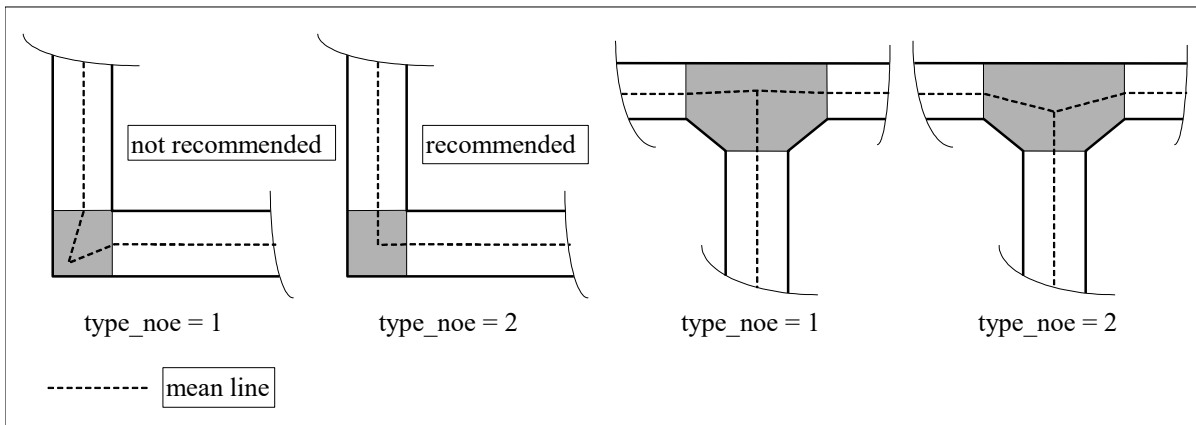 not recommended
recommended
type_noe = 1
type_noe = 2
type_noe = 1
type_noe = 2
mean line